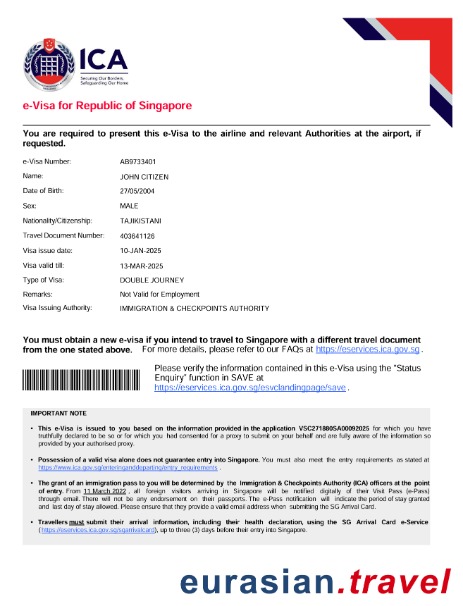 ICA
Securing Our Borders,
Safeguarding Our Home
e-Visa for Republic of Singapore
You are required to present this e-Visa to the airline and relevant Authorities at the airport, if
requested.
e-Visa Number: AB9733401
Name: JOHN CITIZEN
Date of Birth: 27/05/2004
Sex: MALE
Nationality/Citizenship: TAJIKISTANI
Travel Document Number: 403641126
Visa issue date: 10-JAN-2025
Visa valid till: 13-MAR-2025
Type of Visa: DOUBLE JOURNEY
Remarks: Not Valid for Employment
Visa Issuing Authority: IMMIGRATION & CHECKPOINTS AUTHORITY
You must obtain a new e-visa if you intend to travel to Singapore with a different travel document
from the one stated above. For more details, please refer to our FAQs at https://eservices.ica.gov.sg.
Please verify the information contained in this e-Visa using the "Status
Enquiry" function in SAVE at
https://eservices.ica.gov.sg/esvclandingpage/save.
IMPORTANT NOTE
• This e-Visa is issued to you based on the information provided in the application VSC271880SA00092025 for which you have
truthfully declared to be so or for which you had consented for a proxy to submit on your behalf and are fully aware of the information so
provided by your authorised proxy.
• Possession of a valid visa alone does not guarantee entry into Singapore. You must also meet the entry requirements as stated at
https://www.ica.gov.sg/enteringanddeparting/entry_requirements.
• The grant of an immigration pass to you will be determined by the Immigration & Checkpoints Authority (ICA) officers at the point
of entry. From 11 March 2022, all foreign visitors arriving in Singapore will be notified digitally of their Visit Pass (e-Pass)
through email. There will not be any endorsement on their passports. The e-Pass notification will indicate the period of stay granted
and last day of stay allowed. Please ensure that they provide a valid email address when submitting the SG Arrival Card.
• Travellers must submit their arrival information, including their health declaration, using the SG Arrival Card e-Service
(https://eservices.ica.gov.sg/sgarrivalcard), up to three (3) days before their entry into Singapore.
eurasian.travel